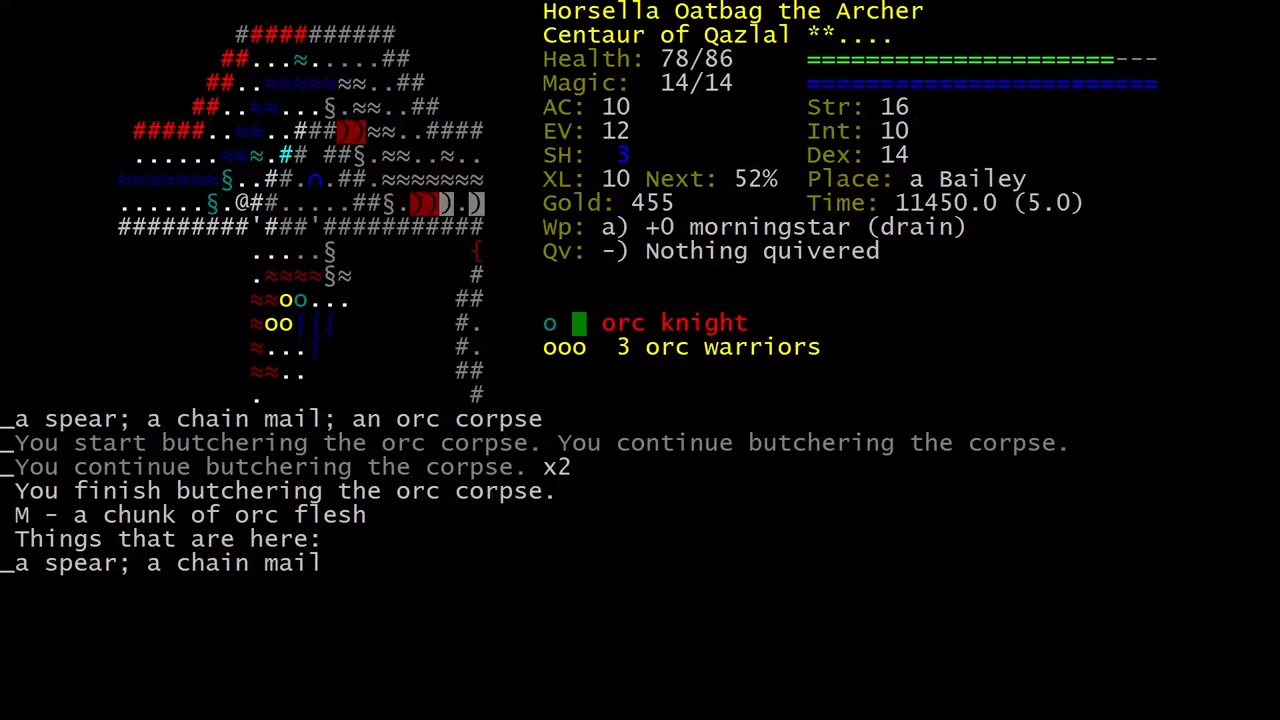 Horsella Oatbag the Archer
Centaur of Qazlal **....
Health: 78/86
Magic: 14/14
AC: 10 Str: 16
EV: 12 Int: 10
SH: 3 Dex: 14
XL: 10 Next: 52% Place: a Bailey
Gold: 455 Time: 11450.0 (5.0)
Wp: a) +0 morningstar (drain)
Qv: -) Nothing quivered
o orc knight
ooo 3 orc warriors
_a spear; a chain mail; an orc corpse
_You start butchering the orc corpse. You continue butchering the corpse.
_You continue butchering the corpse. x2
You finish butchering the orc corpse.
M - a chunk of orc flesh
Things that are here:
_a spear; a chain mail